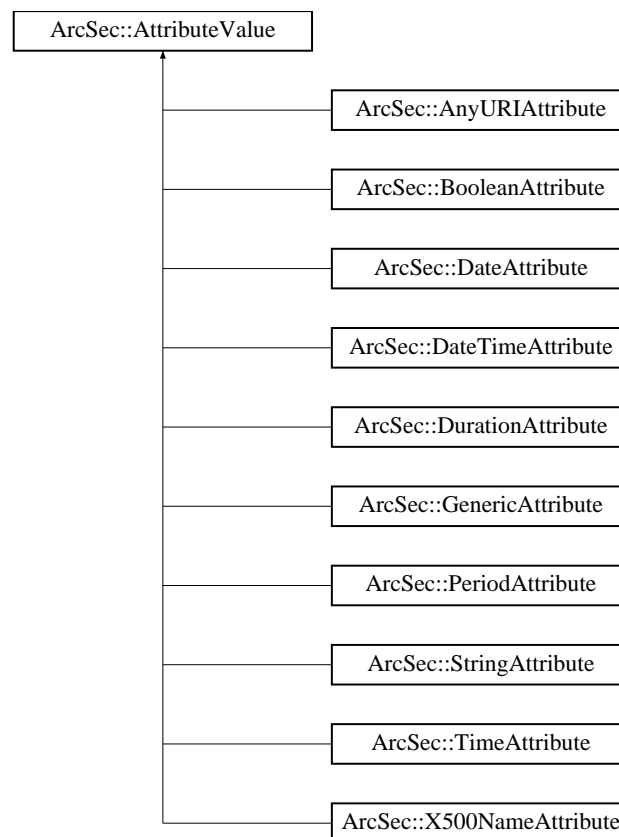 ArcSec::AttributeValue
ArcSec::AnyURIAttribute
ArcSec::BooleanAttribute
ArcSec::DateAttribute
ArcSec::DateTimeAttribute
ArcSec::DurationAttribute
ArcSec::GenericAttribute
ArcSec::PeriodAttribute
ArcSec::StringAttribute
ArcSec::TimeAttribute
ArcSec::X500NameAttribute